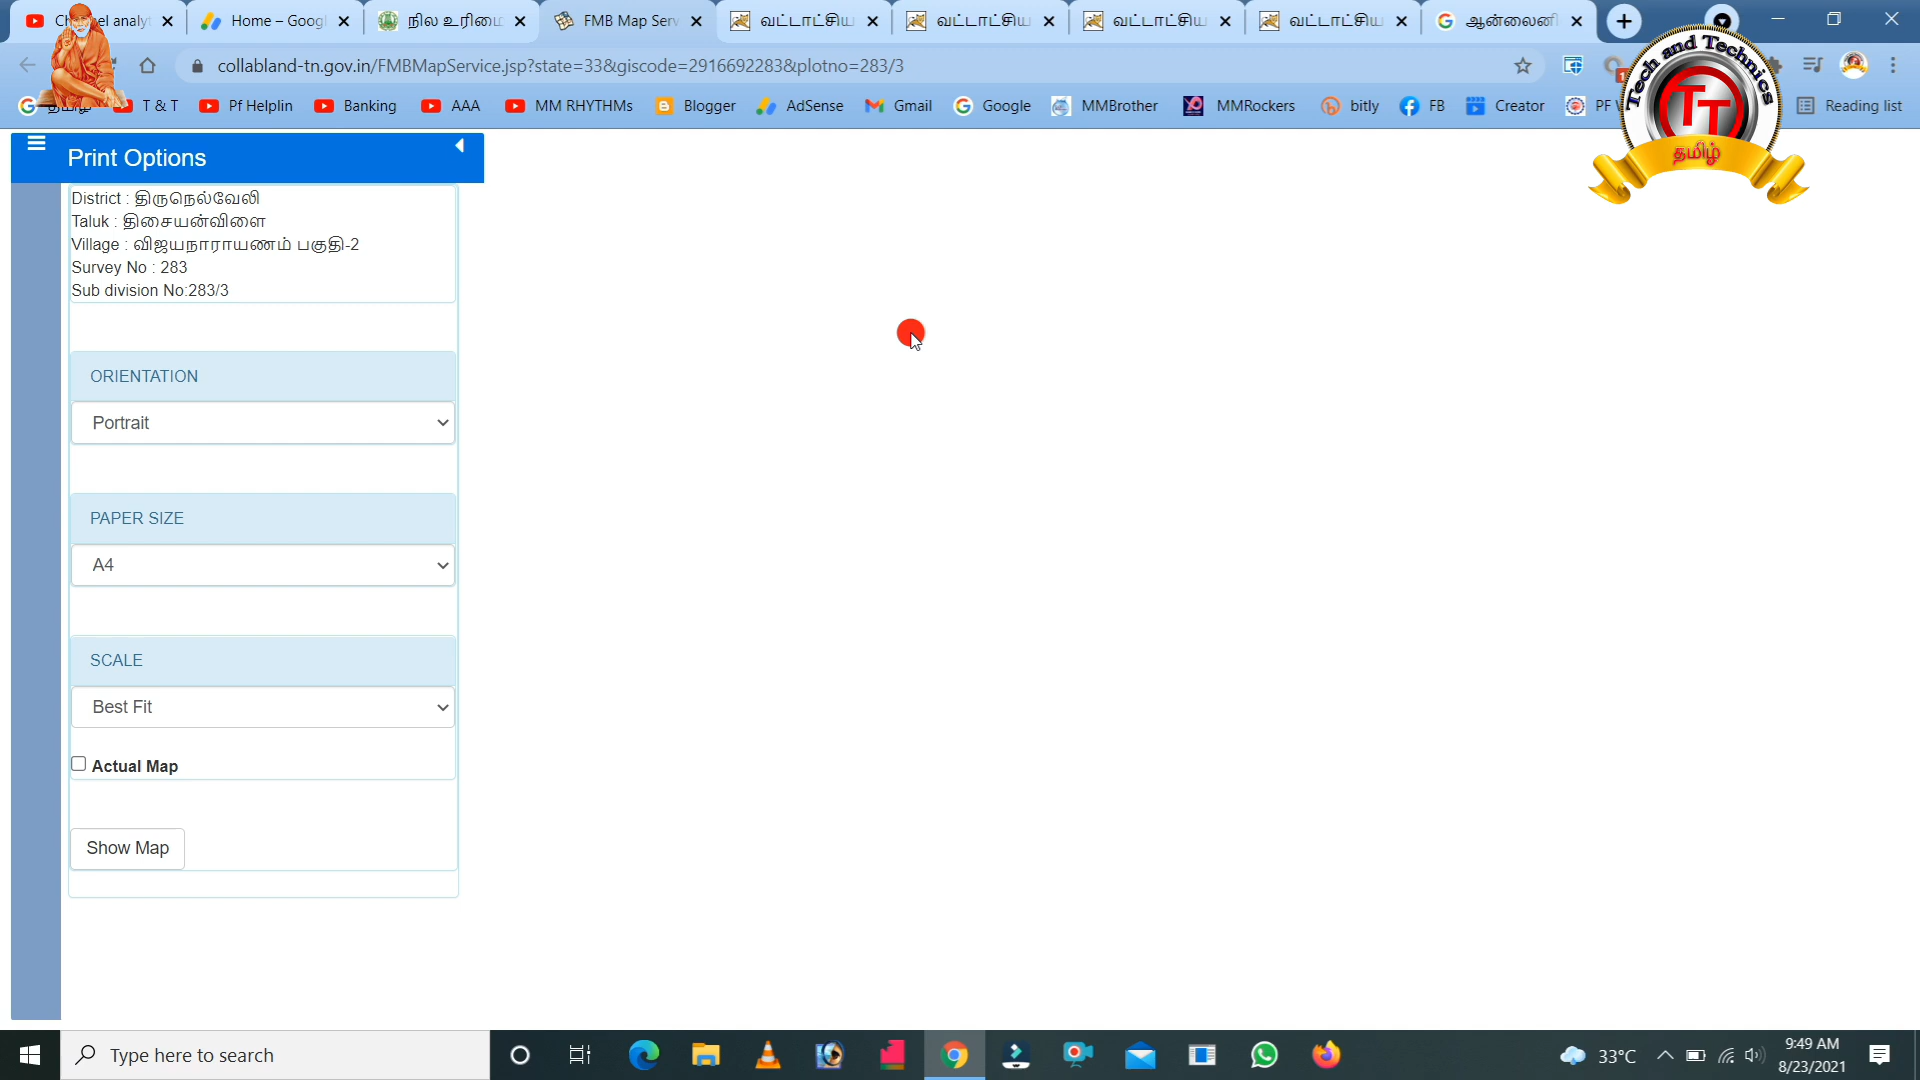 Home – Googl
நில உரிமை
FMB Map Serv
வட்டாட்சிய
வட்டாட்சிய
வட்டாட்சிய
வட்டாட்சிய
ஆன்லைனி
collabland-tn.gov.in/FMBMapService.jsp?state=33&giscode=2916692283&plotno=283/3
T & T
Pf Helplin
Banking
AAA
MM RHYTHMs
Blogger
AdSense
Gmail
Google
MMBrother
MMRockers
bitly
FB
Creator
Reading list
Tech and Technics
TT
தமிழ்
Print Options
District : திருநெல்வேலி
Taluk : திசையன்விளை
Village : விஜயநாராயணம் பகுதி-2
Survey No : 283
Sub division No:283/3
ORIENTATION
Portrait
PAPER SIZE
A4
SCALE
Best Fit
Actual Map
Show Map
Type here to search
33°C
9:49 AM
8/23/2021